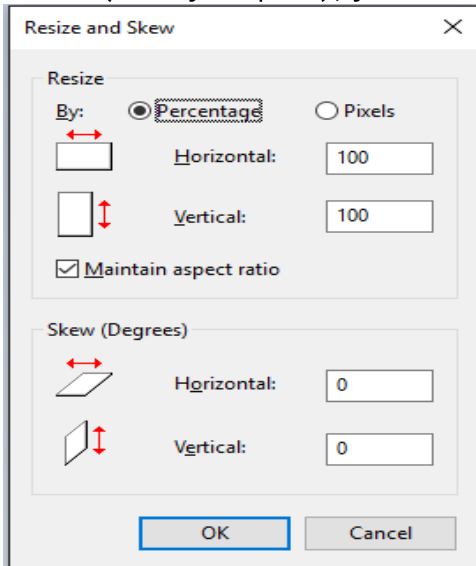 Resize and Skew
Resize
By: Percentage Pixels
Horizontal: 100
Vertical: 100
Maintain aspect ratio
Skew (Degrees)
Horizontal: 0
Vertical: 0
OK Cancel